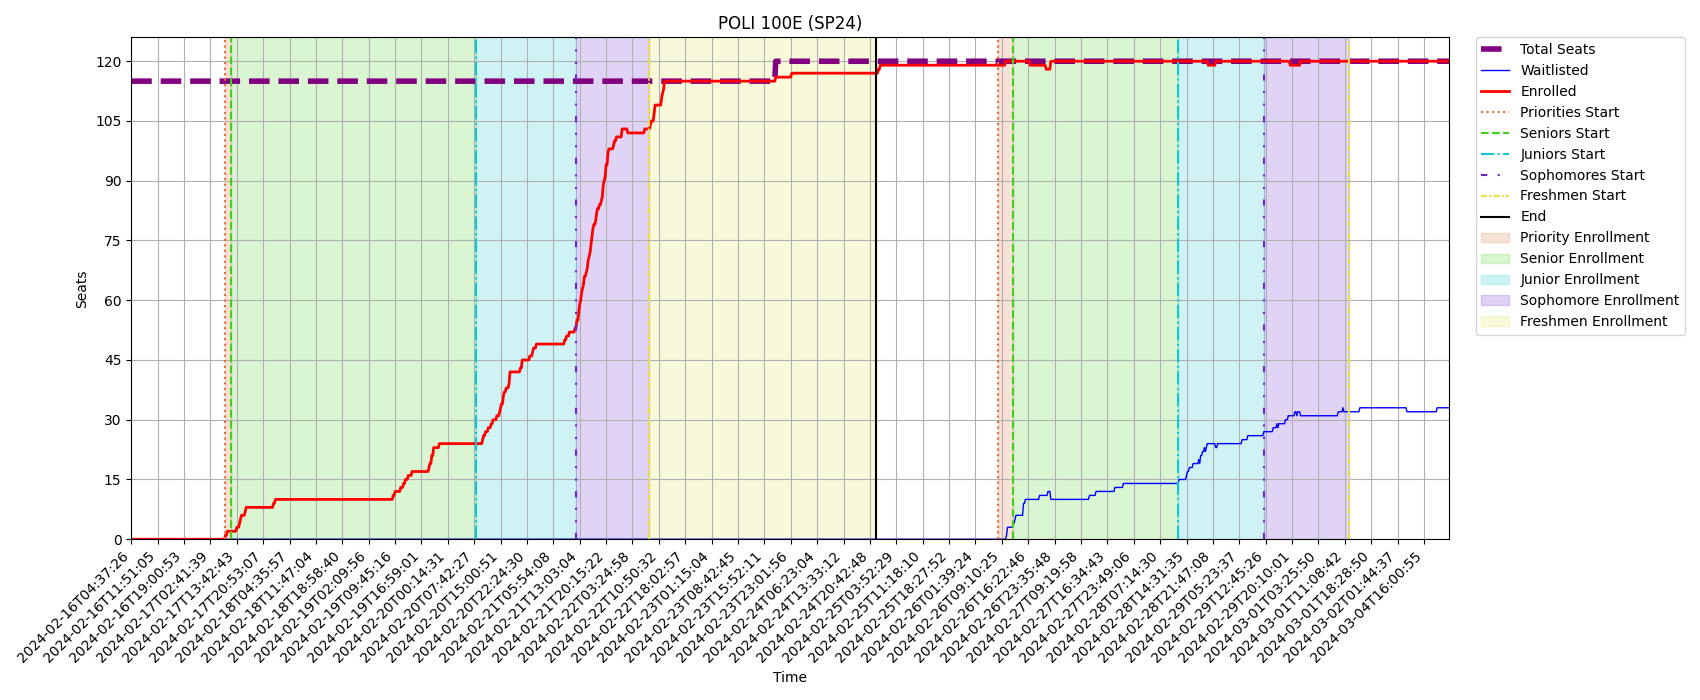 POLI 100E (SP24)
Seats
120
105
90
75
60
45
30
15
0
2024-02-16T04:37:26
2024-02-16T11:51:05
2024-02-16T19:00:53
2024-02-17T02:41:39
2024-02-17T13:42:43
2024-02-17T20:53:07
2024-02-18T04:35:57
2024-02-18T11:47:04
2024-02-18T18:58:40
2024-02-19T02:09:56
2024-02-19T09:45:16
2024-02-19T16:59:01
2024-02-20T00:14:31
2024-02-20T07:42:27
2024-02-20T15:00:51
2024-02-20T22:24:30
2024-02-21T05:54:08
2024-02-21T13:03:04
2024-02-21T20:15:22
2024-02-22T03:24:58
2024-02-22T10:50:32
2024-02-22T18:02:57
2024-02-23T01:15:04
2024-02-23T08:42:45
2024-02-23T15:52:11
2024-02-23T23:01:56
2024-02-24T06:23:04
2024-02-24T13:33:12
2024-02-24T20:42:48
2024-02-25T03:52:29
2024-02-25T11:18:10
2024-02-25T18:27:52
2024-02-26T01:39:24
2024-02-26T09:10:25
2024-02-26T16:22:46
2024-02-26T23:35:48
2024-02-27T09:19:58
2024-02-27T16:34:43
2024-02-27T23:49:06
2024-02-28T07:14:30
2024-02-28T14:31:35
2024-02-28T21:47:08
2024-02-29T05:23:37
2024-02-29T12:45:26
2024-02-29T20:10:01
2024-03-01T03:25:50
2024-03-01T11:08:42
2024-03-01T18:28:50
2024-03-02T01:44:37
2024-03-04T16:00:55
Time
Total Seats
Waitlisted
Enrolled
Priorities Start
Seniors Start
Juniors Start
Sophomores Start
Freshmen Start
End
Priority Enrollment
Senior Enrollment
Junior Enrollment
Sophomore Enrollment
Freshmen Enrollment